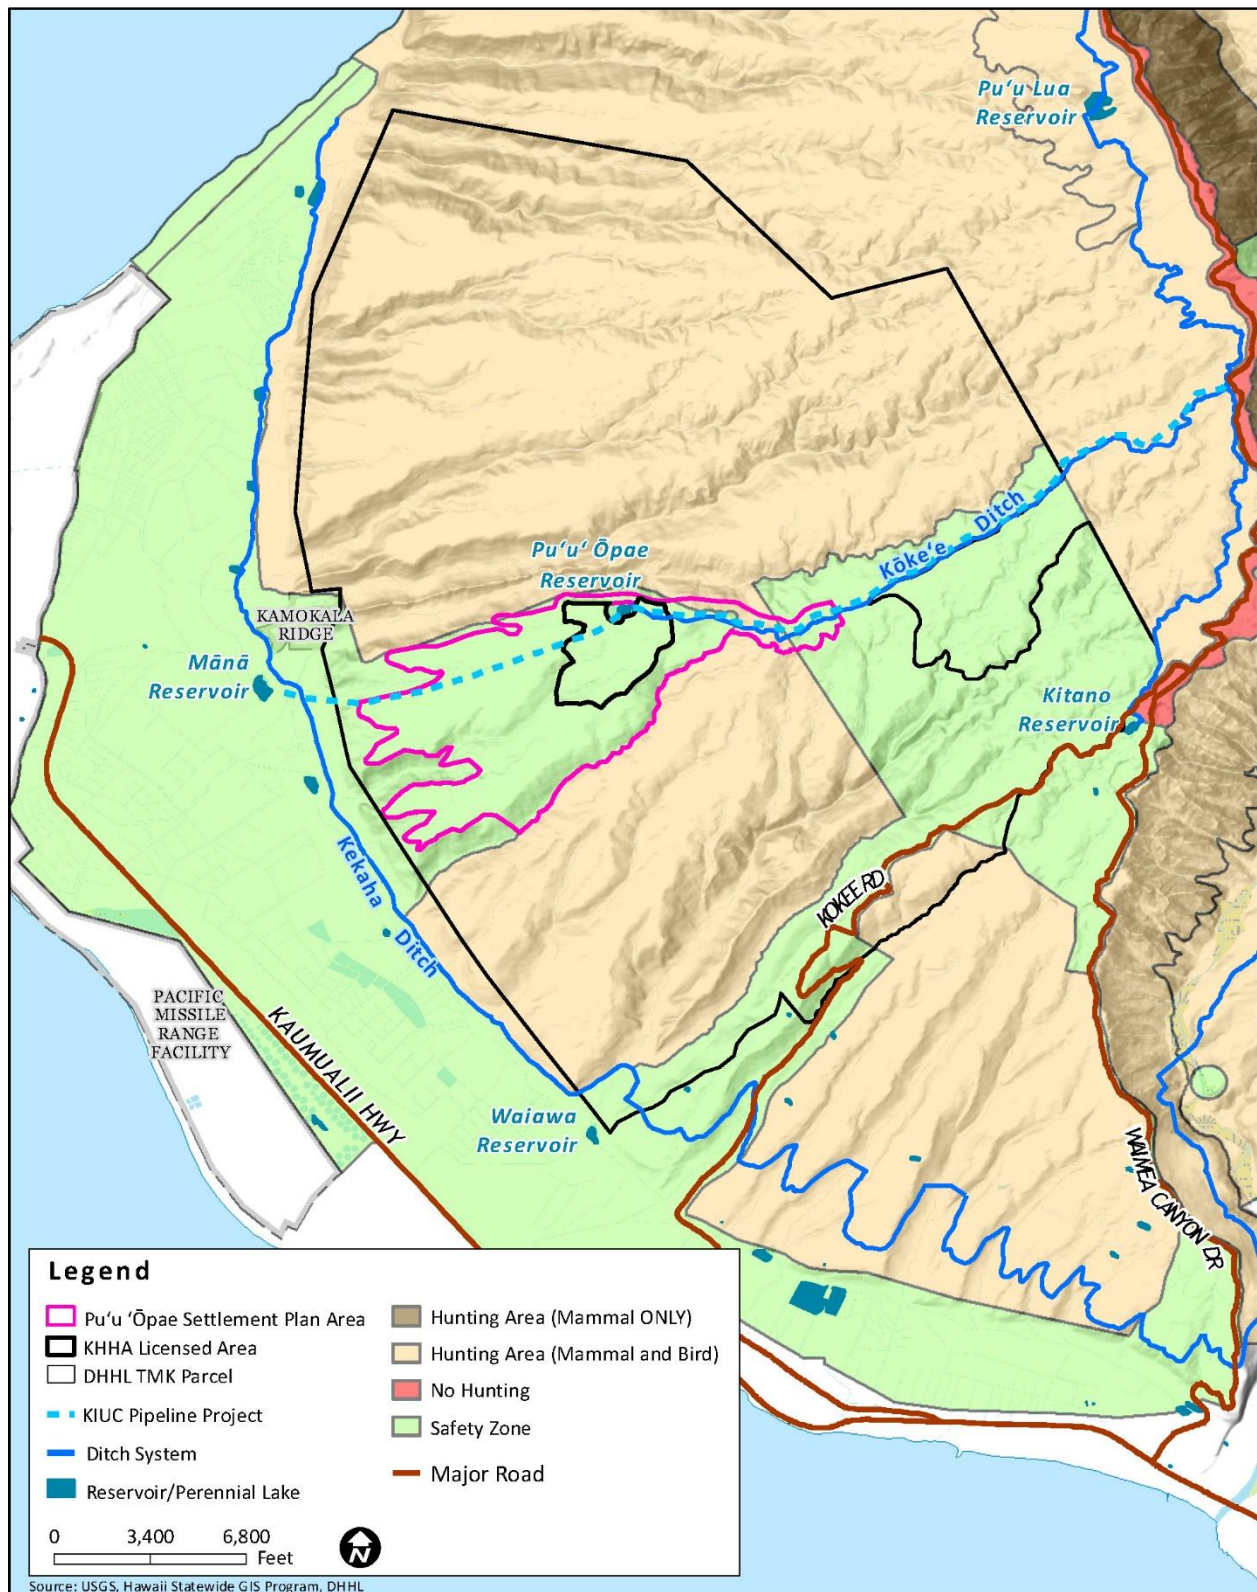 Pu‘u Lua
Reservoir
Pu‘u‘ Ōpae
Reservoir
Kōke‘e Ditch
KAMOKALA
RIDGE
Mānā
Reservoir
Kitano
Reservoir
Kekaha
Ditch
KOKEE RD
PACIFIC
MISSILE
RANGE
FACILITY
KAUMUALII HWY
Waiawa
Reservoir
WAIMEA CANYON DR
Legend
Pu‘u ‘Ōpae Settlement Plan Area
KHHA Licensed Area
DHHL TMK Parcel
KIUC Pipeline Project
Ditch System
Reservoir/Perennial Lake
Hunting Area (Mammal ONLY)
Hunting Area (Mammal and Bird)
No Hunting
Safety Zone
Major Road
0 3,400 6,800
Feet
N
Source: USGS, Hawaii Statewide GIS Program, DHHL